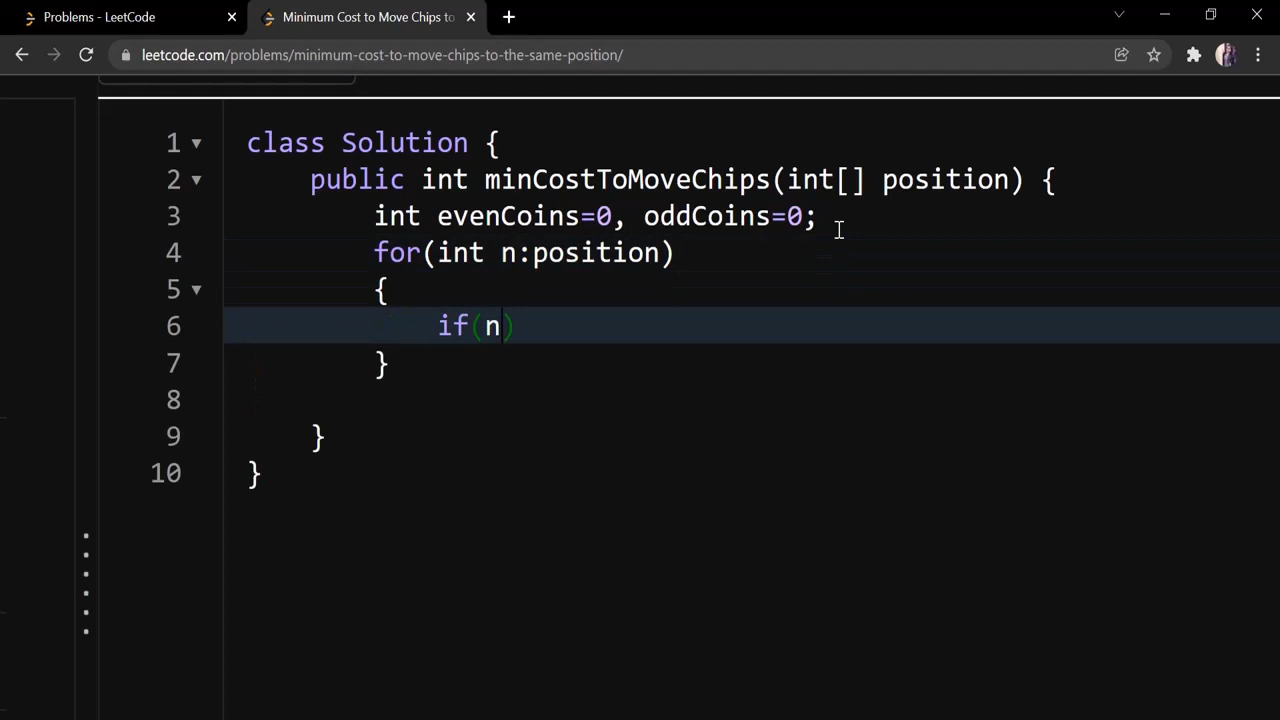 Problems - LeetCode
Minimum Cost to Move Chips to
leetcode.com/problems/minimum-cost-to-move-chips-to-the-same-position/
1 class Solution {
2 public int minCostToMoveChips(int[] position) {
3 int evenCoins=0, oddCoins=0;
4 for(int n:position)
5 {
6 if(n)
7 }
8
9 }
10 }